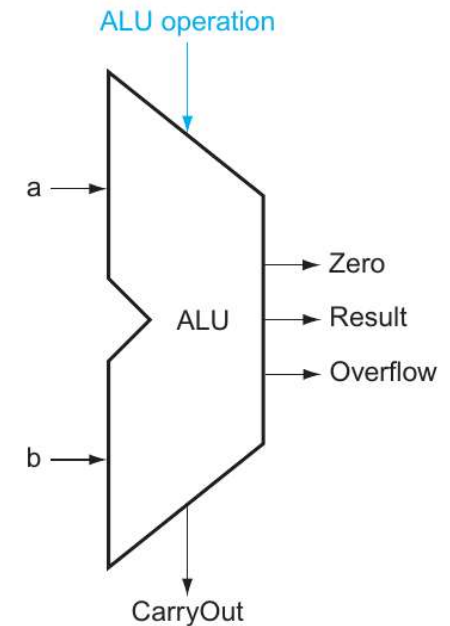 ALU operation
a
Zero
ALU
Result
Overflow
b
CarryOut